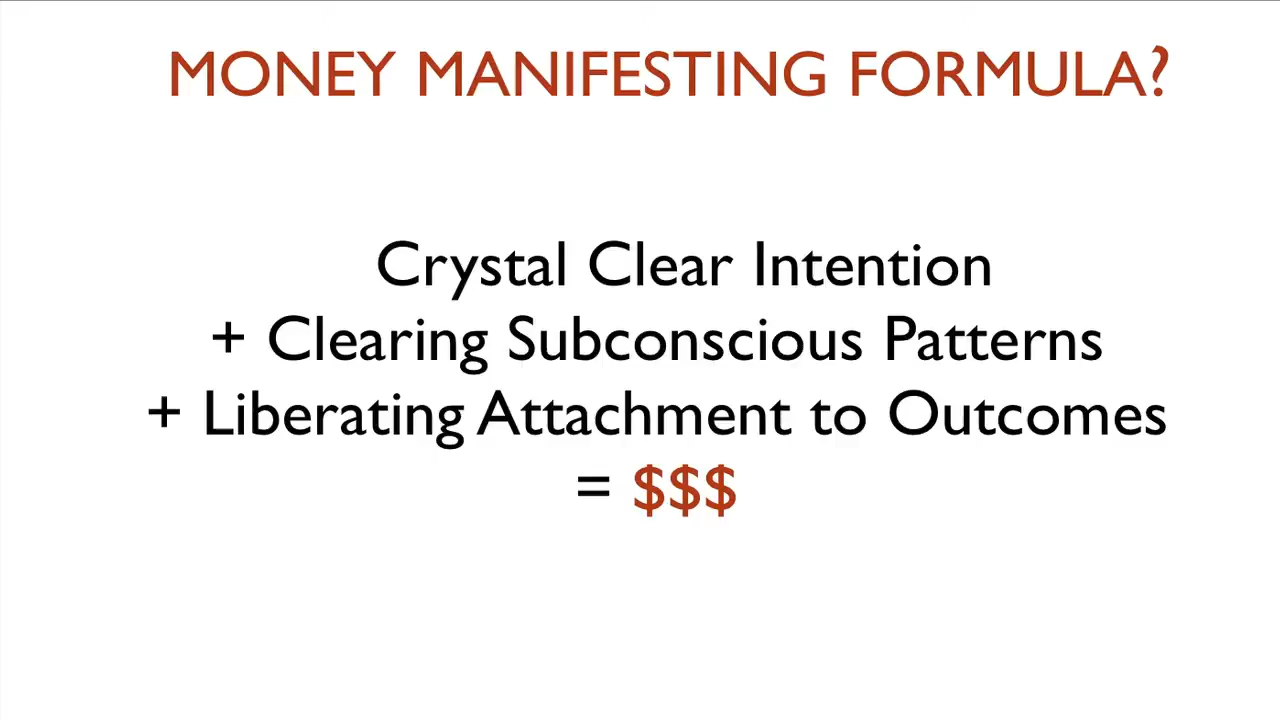 MONEY MANIFESTING FORMULA?
Crystal Clear Intention
+ Clearing Subconscious Patterns
+ Liberating Attachment to Outcomes
= $$$